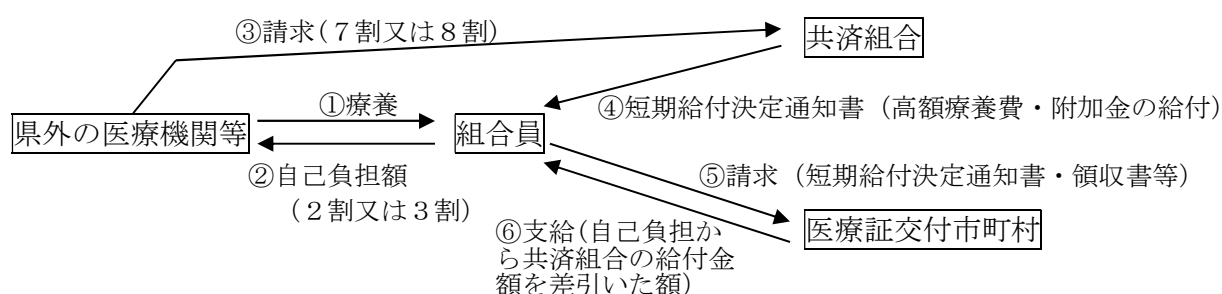 ③請求(７割又は８割)
共済組合
①療養
④短期給付決定通知書（高額療養費・附加金の給付）
県外の医療機関等
組合員
②自己負担額
（２割又は３割）
⑤請求（短期給付決定通知書・領収書等）
⑥支給(自己負担か
ら共済組合の給付金
額を差引いた額)
医療証交付市町村